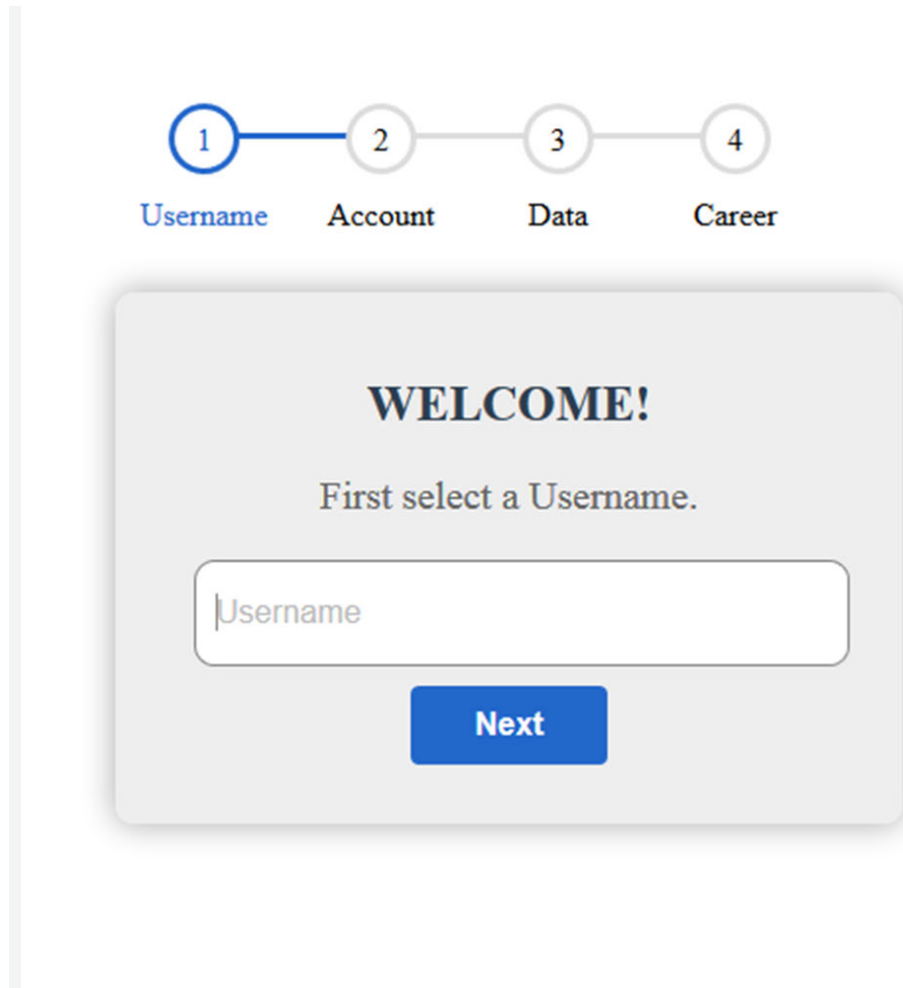 1 2 3 4
Username Account Data Career
WELCOME!
First select a Username.
Username
Next